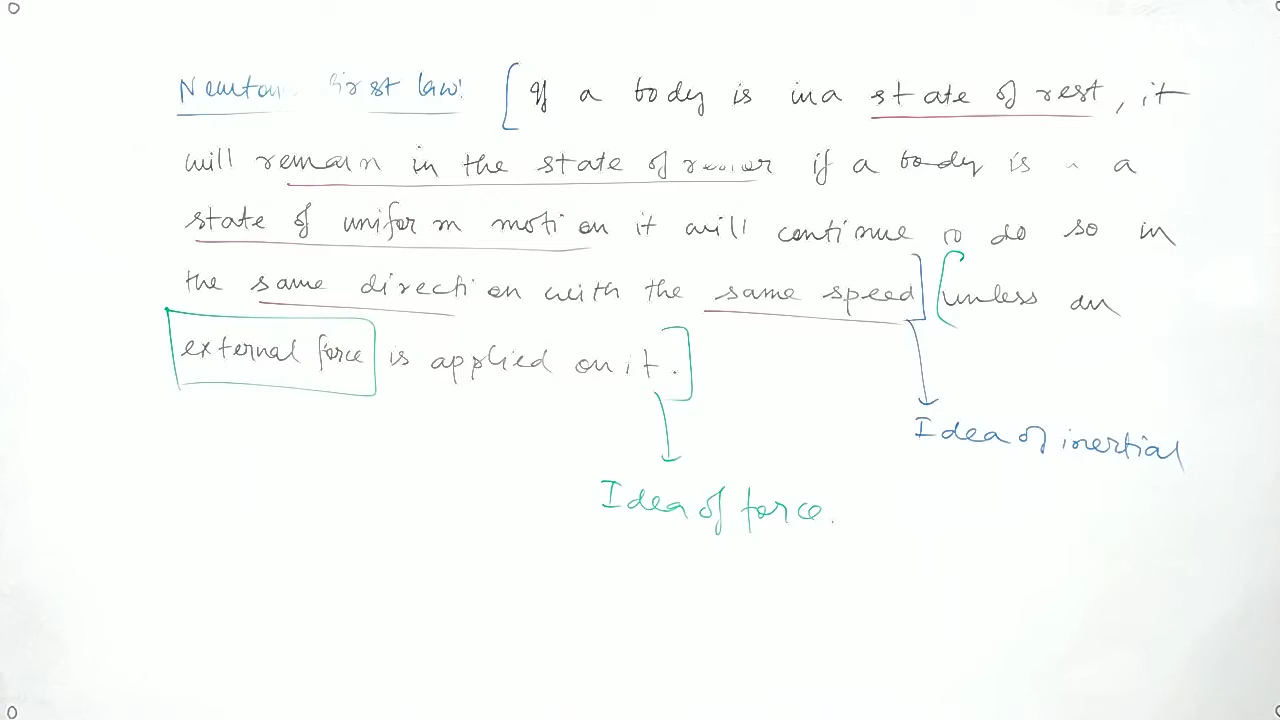 Newton First law: [If a body is in a state of rest, it
will remain in the state of rest or if a body is a
state of uniform motion it will continue to do so in
the same direction with the same speed] [unless an
external force is applied on it.]
Idea of inertial
Idea of force.